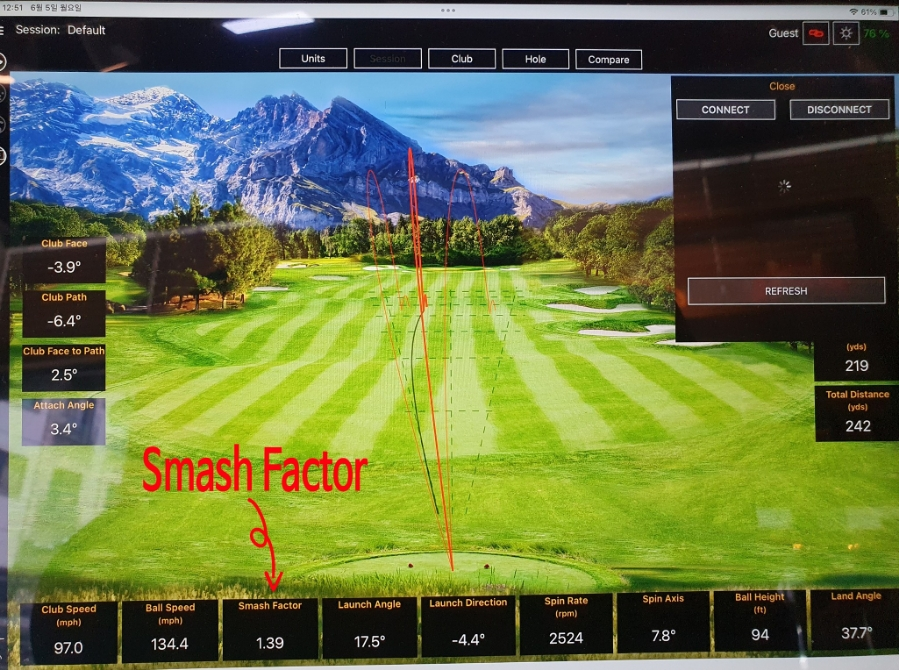 12:51 6월 5일 월요일
61%
Session: Default
Guest
76 %
Units
Session
Club
Hole
Compare
Close
CONNECT
DISCONNECT
REFRESH
Club Face
-3.9°
Club Path
-6.4°
Club Face to Path
2.5°
Attach Angle
3.4°
(yds)
219
Total Distance
(yds)
242
Smash Factor
Club Speed
(mph)
97.0
Ball Speed
(mph)
134.4
Smash Factor
1.39
Launch Angle
17.5°
Launch Direction
-4.4°
Spin Rate
(rpm)
2524
Spin Axis
7.8°
Ball Height
(ft)
94
Land Angle
37.7°